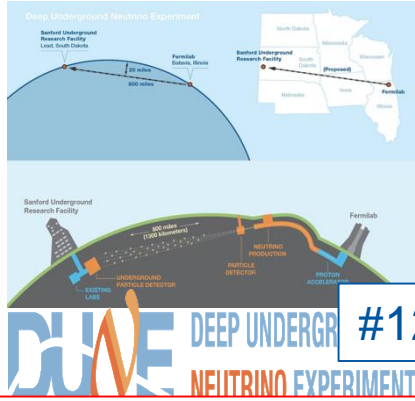 Deep Underground Neutrino Experiment
Sanford Underground
Research Facility
Lead, South Dakota
20 miles
800 miles
Fermilab
Batavia, Illinois
North Dakota
Minnesota
Sanford Underground
Research Facility
South
Dakota
Wisconsin
(Proposed)
Nebraska
Iowa
Fermilab
Illinois
Sanford Underground
Research Facility
800 miles
(1300 kilometers)
Fermilab
NEUTRINO
PRODUCTION
UNDERGROUND
PARTICLE DETECTOR
PARTICLE
DETECTOR
EXISTING
LABS
PROTON
ACCELERATOR
DUNE
DEEP UNDERGR
#12
NEUTRINO EXPERIMENT